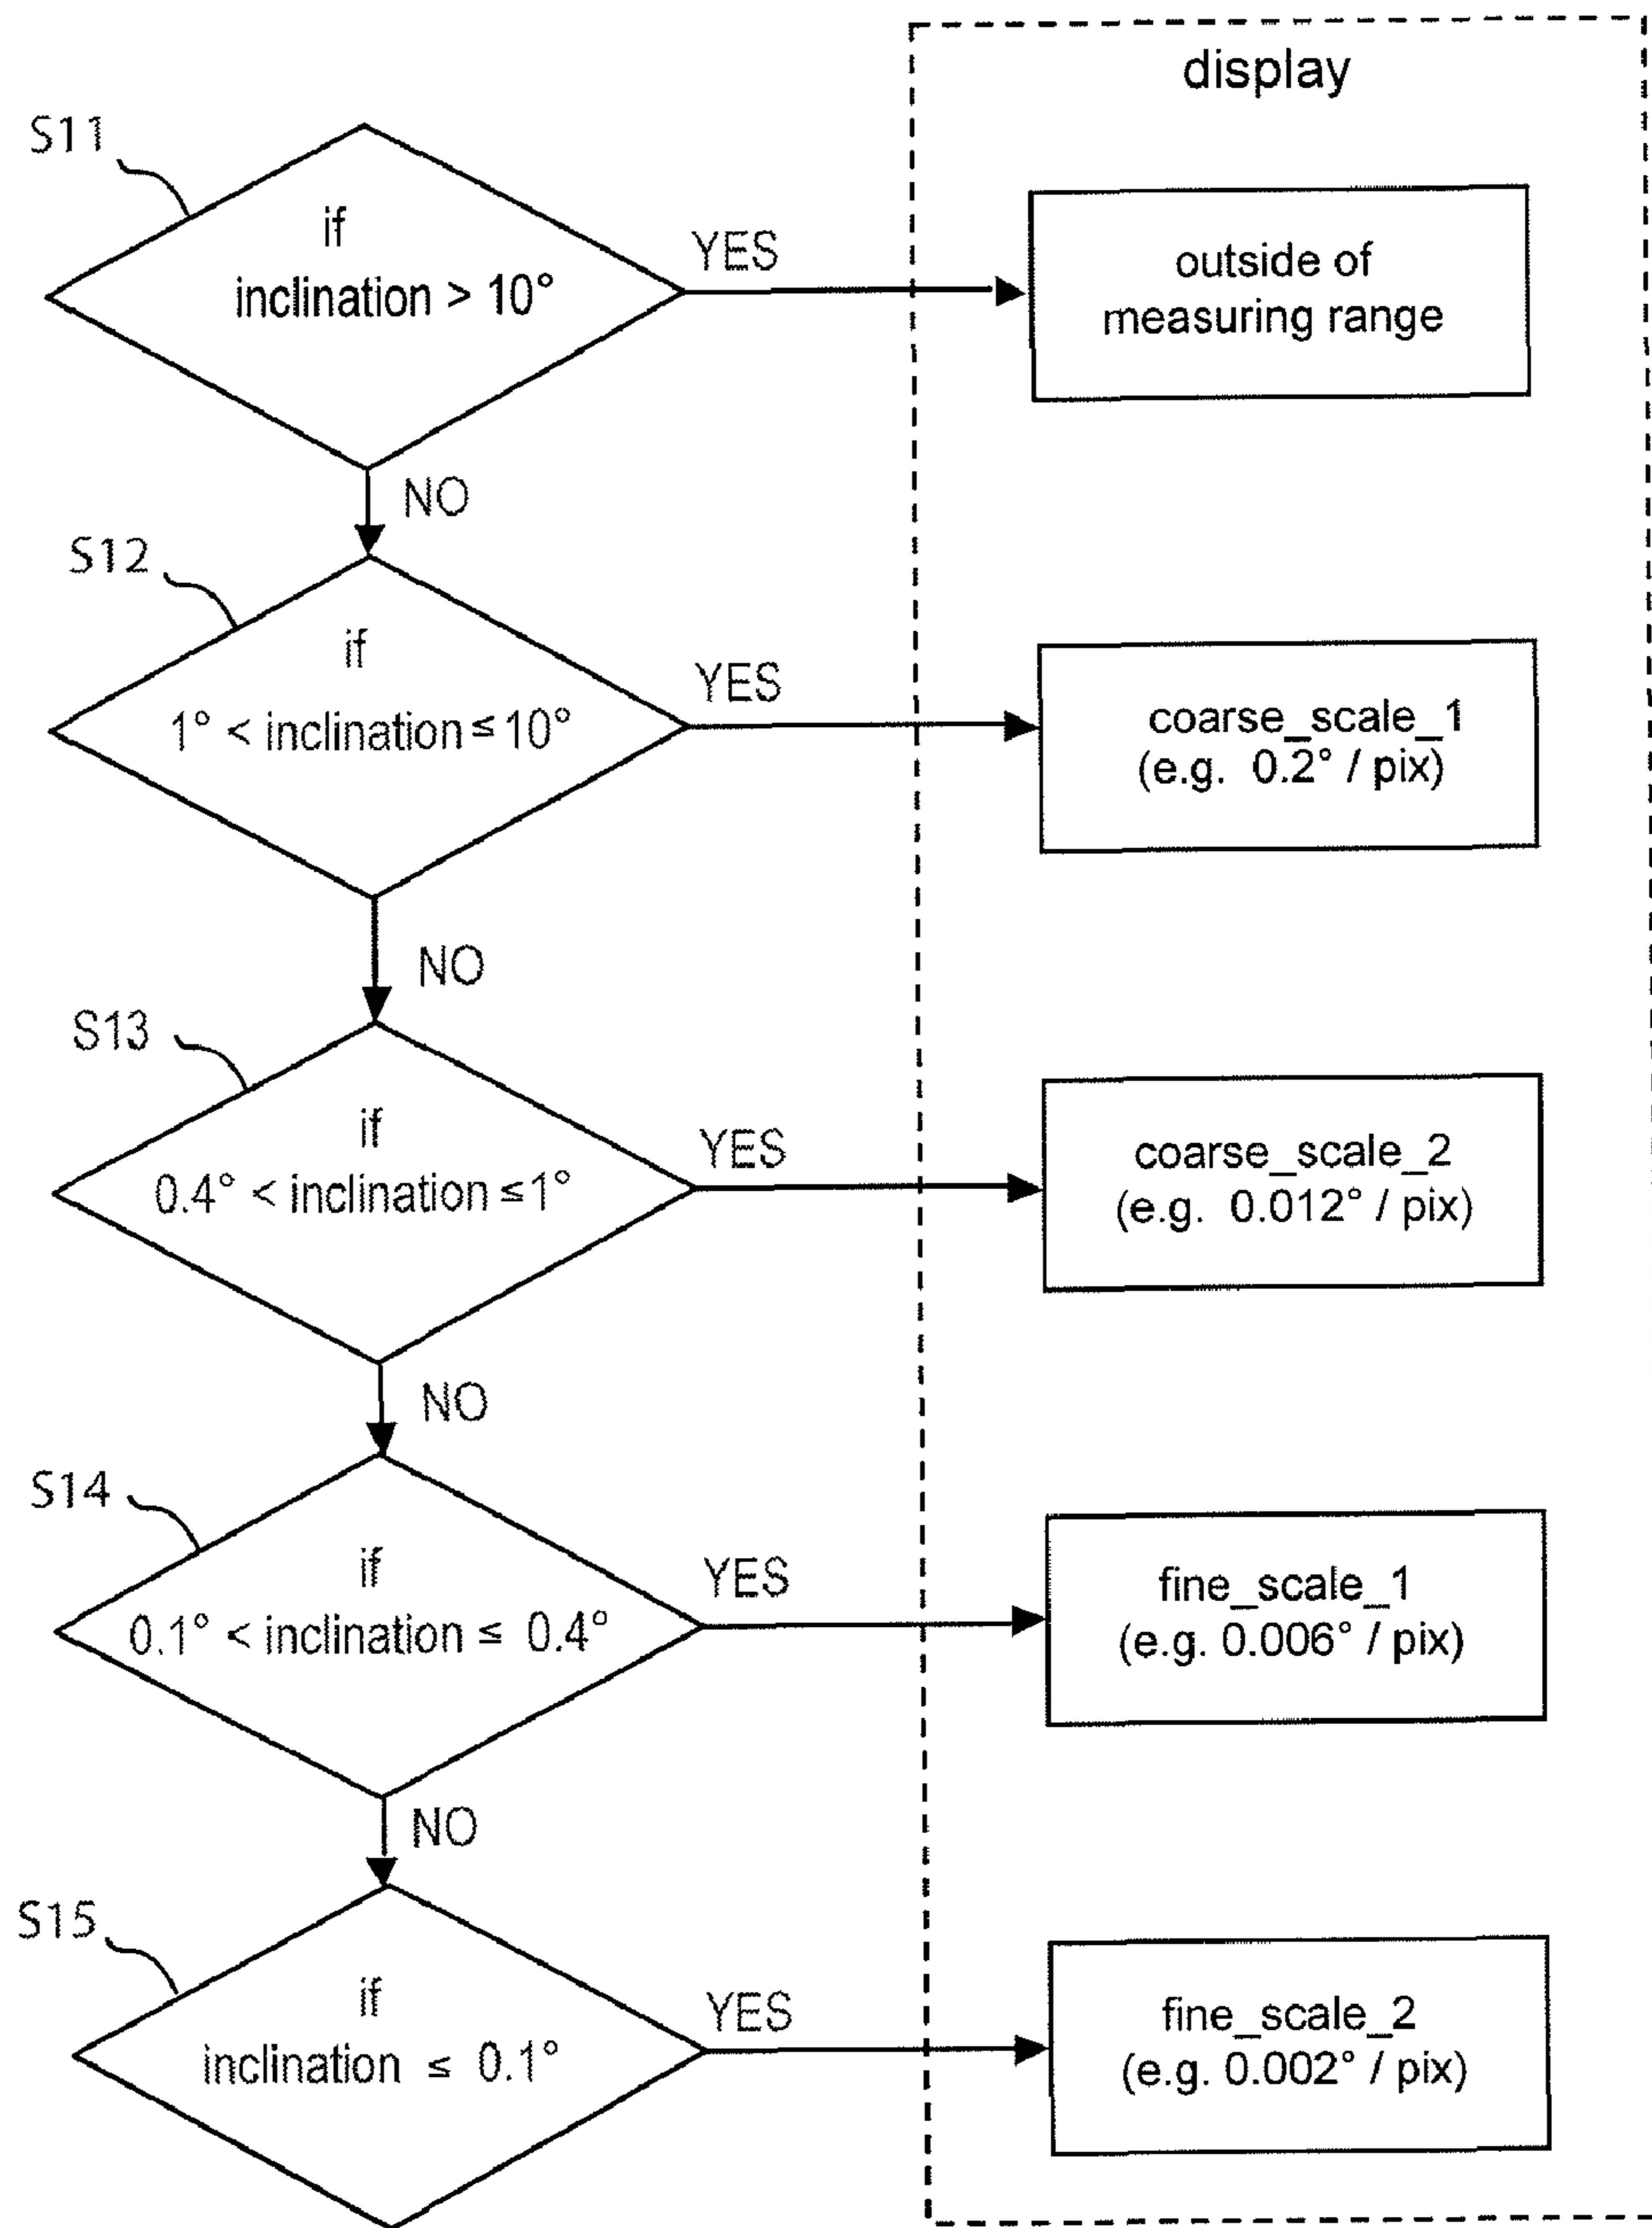 display
S11
if
inclination > 10°
YES
outside of
measuring range
NO
S12
if
1° < inclination ≤ 10°
YES
coarse_scale_1
(e.g. 0.2° / pix)
NO
S13
if
0.4° < inclination ≤1°
YES
coarse_scale_2
(e.g. 0.012° / pix)
NO
S14
if
0.1° < inclination ≤ 0.4°
YES
fine_scale_1
(e.g. 0.006° / pix)
NO
S15
if
inclination ≤ 0.1°
YES
fine_scale_2
(e.g. 0.002° / pix)